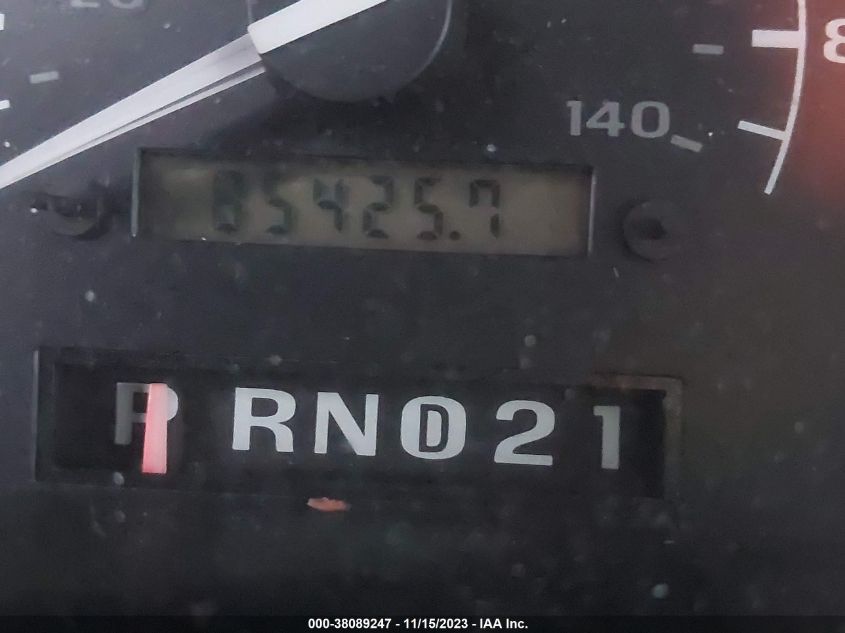 140
85425.7
P R N D 2 1
000-38089247 - 11/15/2023 - IAA Inc.